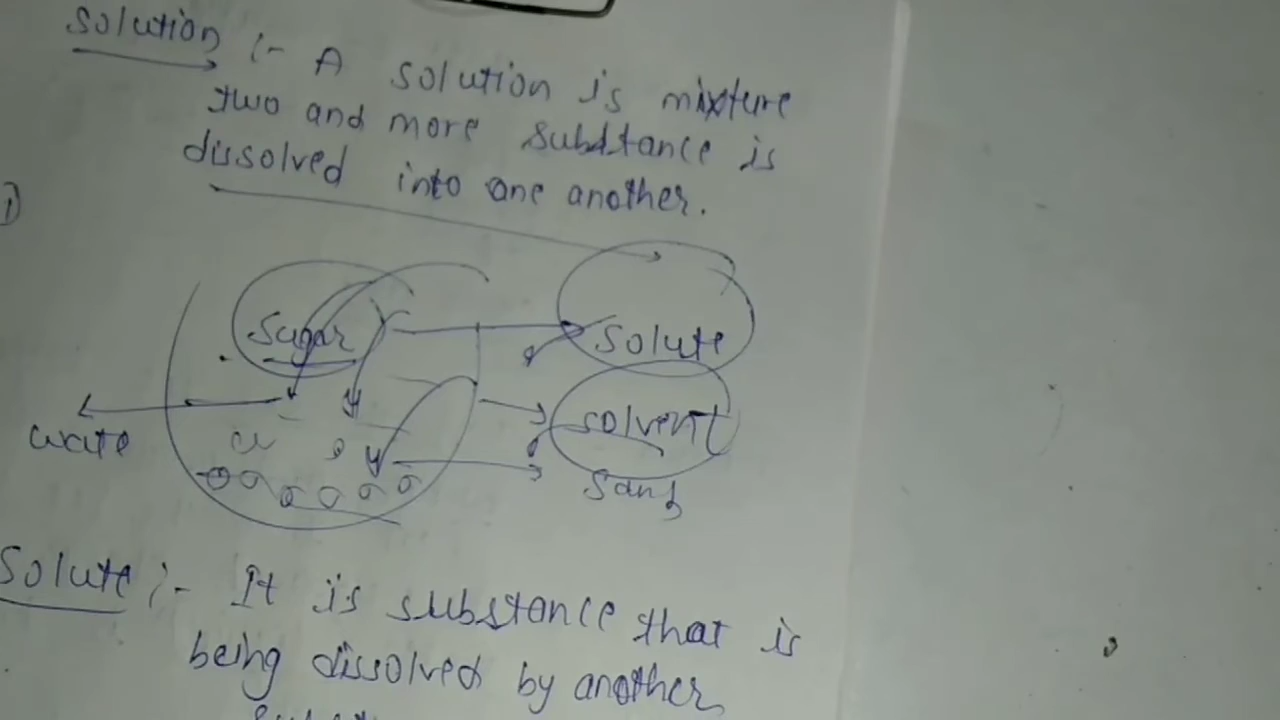 Solution :- A solution is mixture
two and more substance is
dissolved into one another.
1)
Sugar
Solute
Solvent
Sand
Solute :- It is substance that is
being dissolved by another